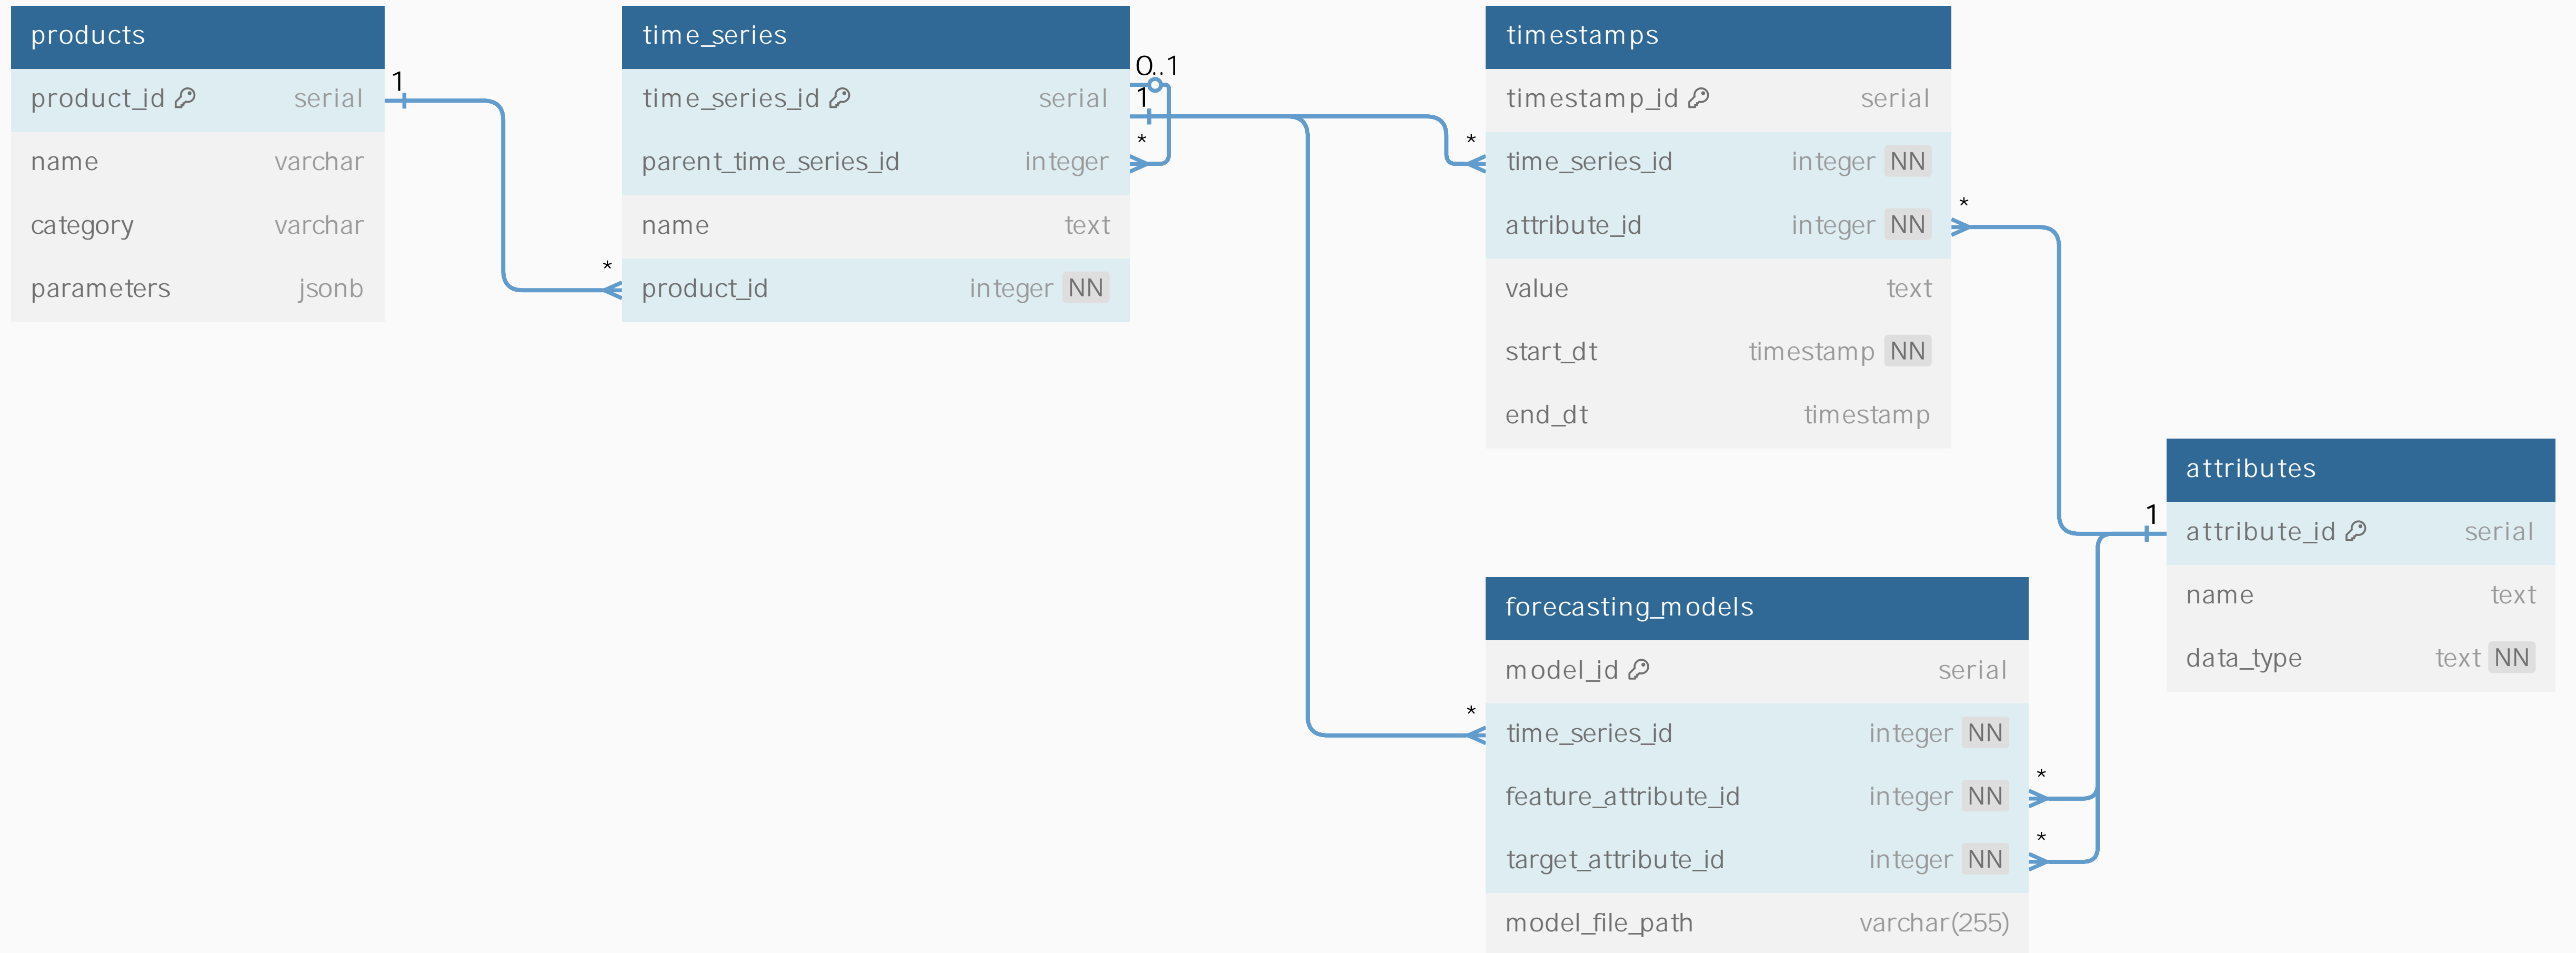 products
product_id serial
name varchar
category varchar
parameters jsonb
1
*
time_series
time_series_id serial
parent_time_series_id integer
name text
product_id integer NN
0..1
1
*
timestamps
timestamp_id serial
time_series_id integer NN
attribute_id integer NN
value text
start_dt timestamp NN
end_dt timestamp
*
*
attributes
attribute_id serial
name text
data_type text NN
1
forecasting_models
model_id serial
time_series_id integer NN
feature_attribute_id integer NN
target_attribute_id integer NN
model_file_path varchar(255)
*
*
*